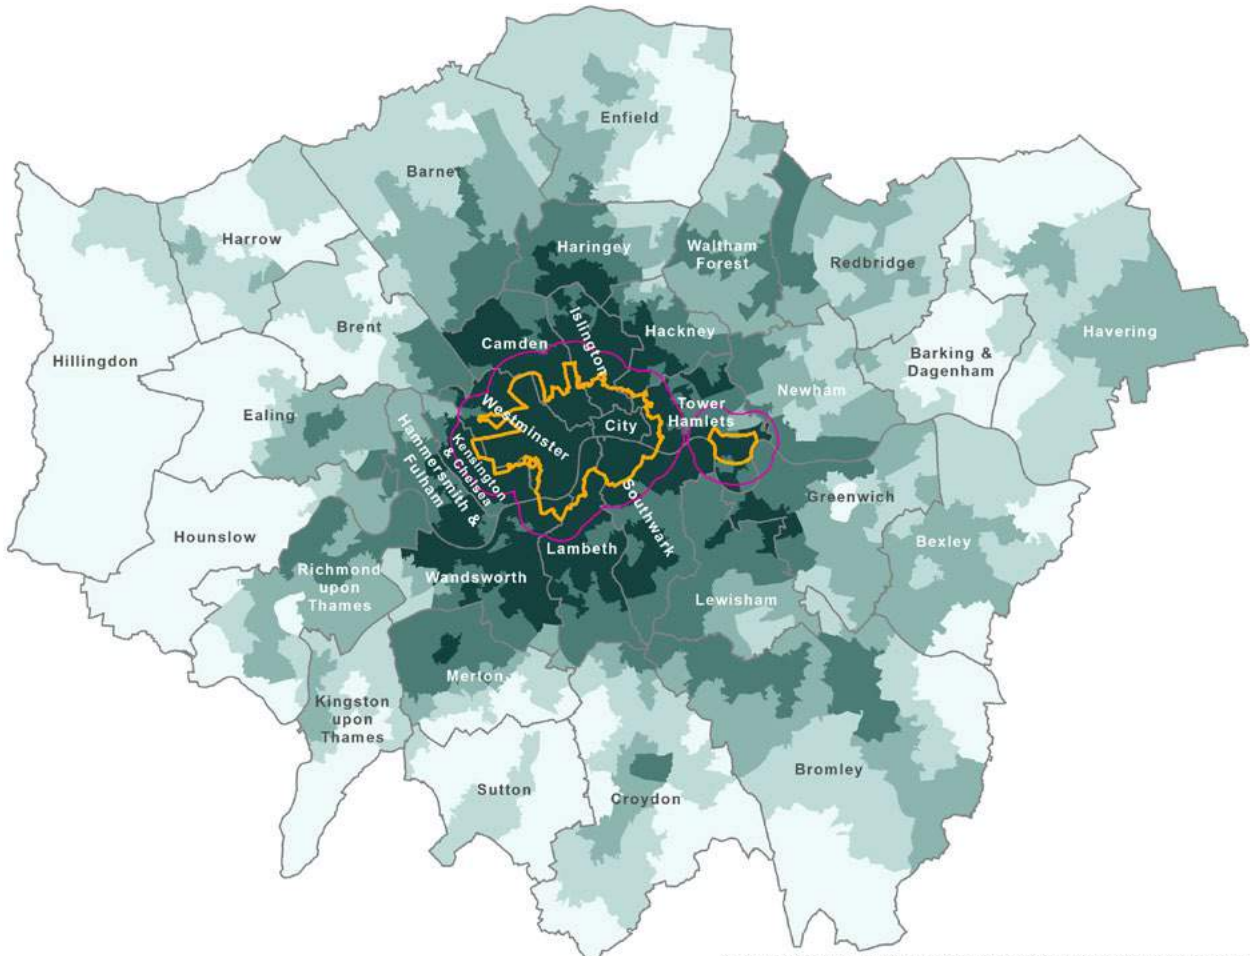 Enfield
Barne
Harrow
Haringey
Waltham
Forest
Redbridge
Havering
Brent
Camden
Islington
Hackney
Hillingdon
Barking &
Dagenham
Ealing
Newham
Westminster
City
Tower
Hamlets
Kensington
& Chelsea
Hammersmith &
Fulham
Southwark
Greenwich
Hounslow
Bexley
Lambeth
Richmond
upon
Thames
Wandsworth
Lewisham
Merton
Kingston
upon
Thames
Bromley
Sutton
Croydon